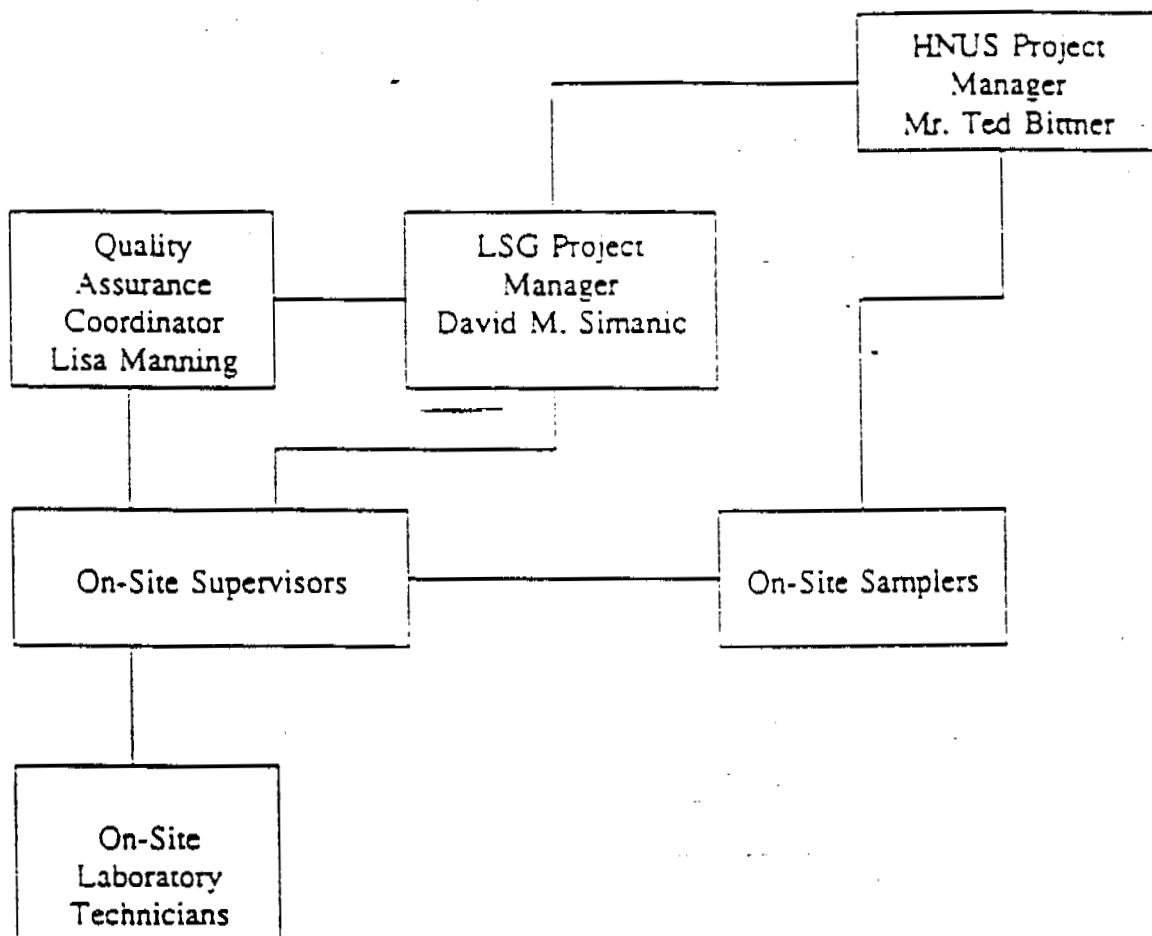 HNUS Project
Manager
Mr. Ted Bittner
Quality
Assurance
Coordinator
Lisa Manning
LSG Project
Manager
David M. Simanic
On-Site Supervisors
On-Site Samplers
On-Site
Laboratory
Technicians